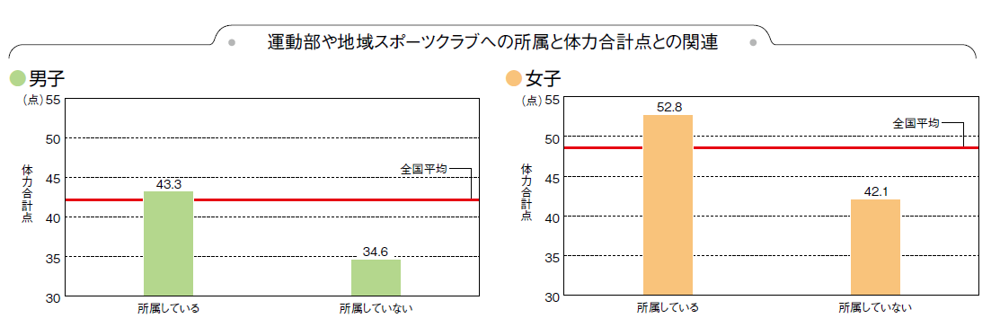 運動部や地域スポーツクラブへの所属と体力合計点との関連
男子
(点)
55
50
45
40
35
30
体力合計点
全国平均
43.3
34.6
所属している
所属していない
女子
(点)
55
50
45
40
35
30
体力合計点
全国平均
52.8
42.1
所属している
所属していない